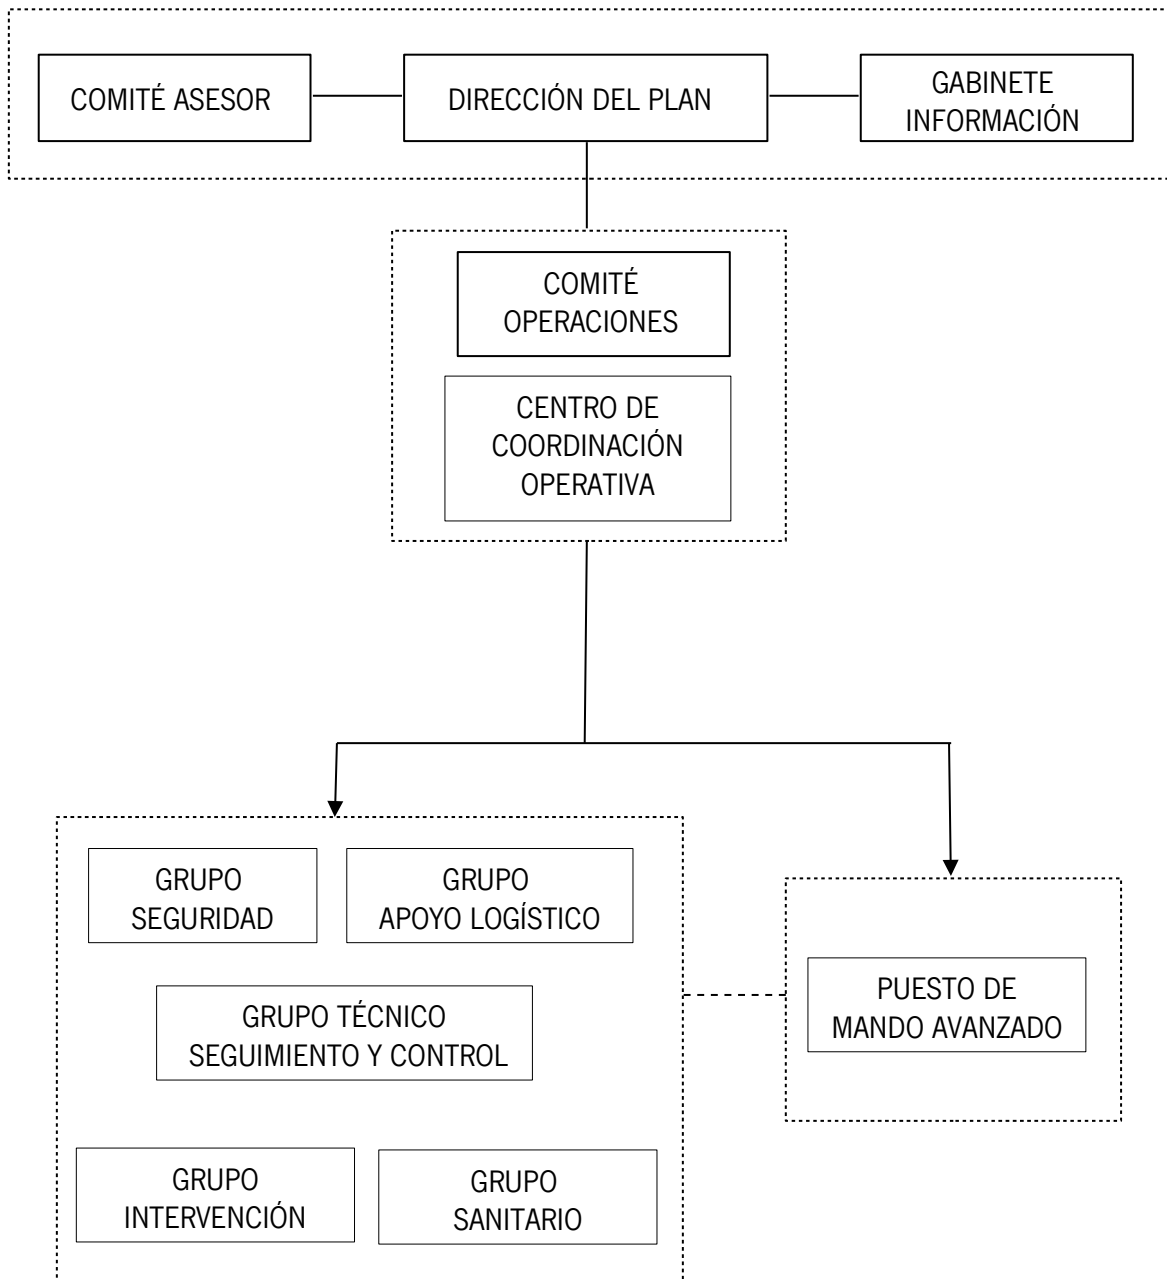 COMITÉ ASESOR
DIRECCIÓN DEL PLAN
GABINETE
INFORMACIÓN
COMITÉ
OPERACIONES
CENTRO DE
COORDINACIÓN
OPERATIVA
GRUPO
SEGURIDAD
GRUPO
APOYO LOGÍSTICO
GRUPO TÉCNICO
SEGUIMIENTO Y CONTROL
GRUPO
INTERVENCIÓN
GRUPO
SANITARIO
PUESTO DE
MANDO AVANZADO